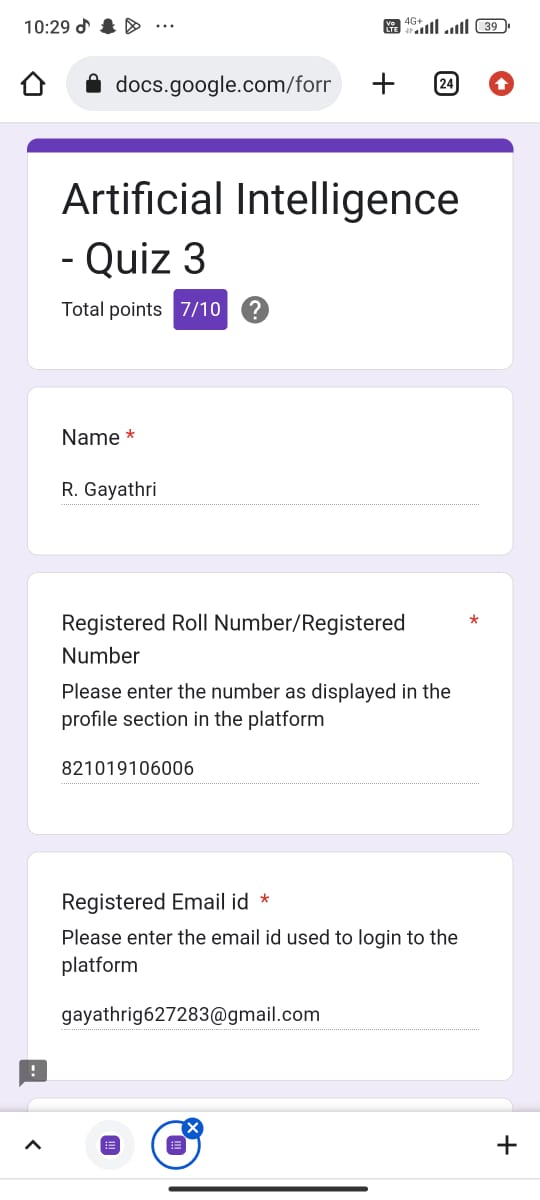 10:29
Vo LTE 4G+ 39
docs.google.com/forr
24
Artificial Intelligence
- Quiz 3
Total points 7/10 ?
Name *
R. Gayathri
Registered Roll Number/Registered *
Number
Please enter the number as displayed in the
profile section in the platform
821019106006
Registered Email id *
Please enter the email id used to login to the
platform
gayathrig627283@gmail.com